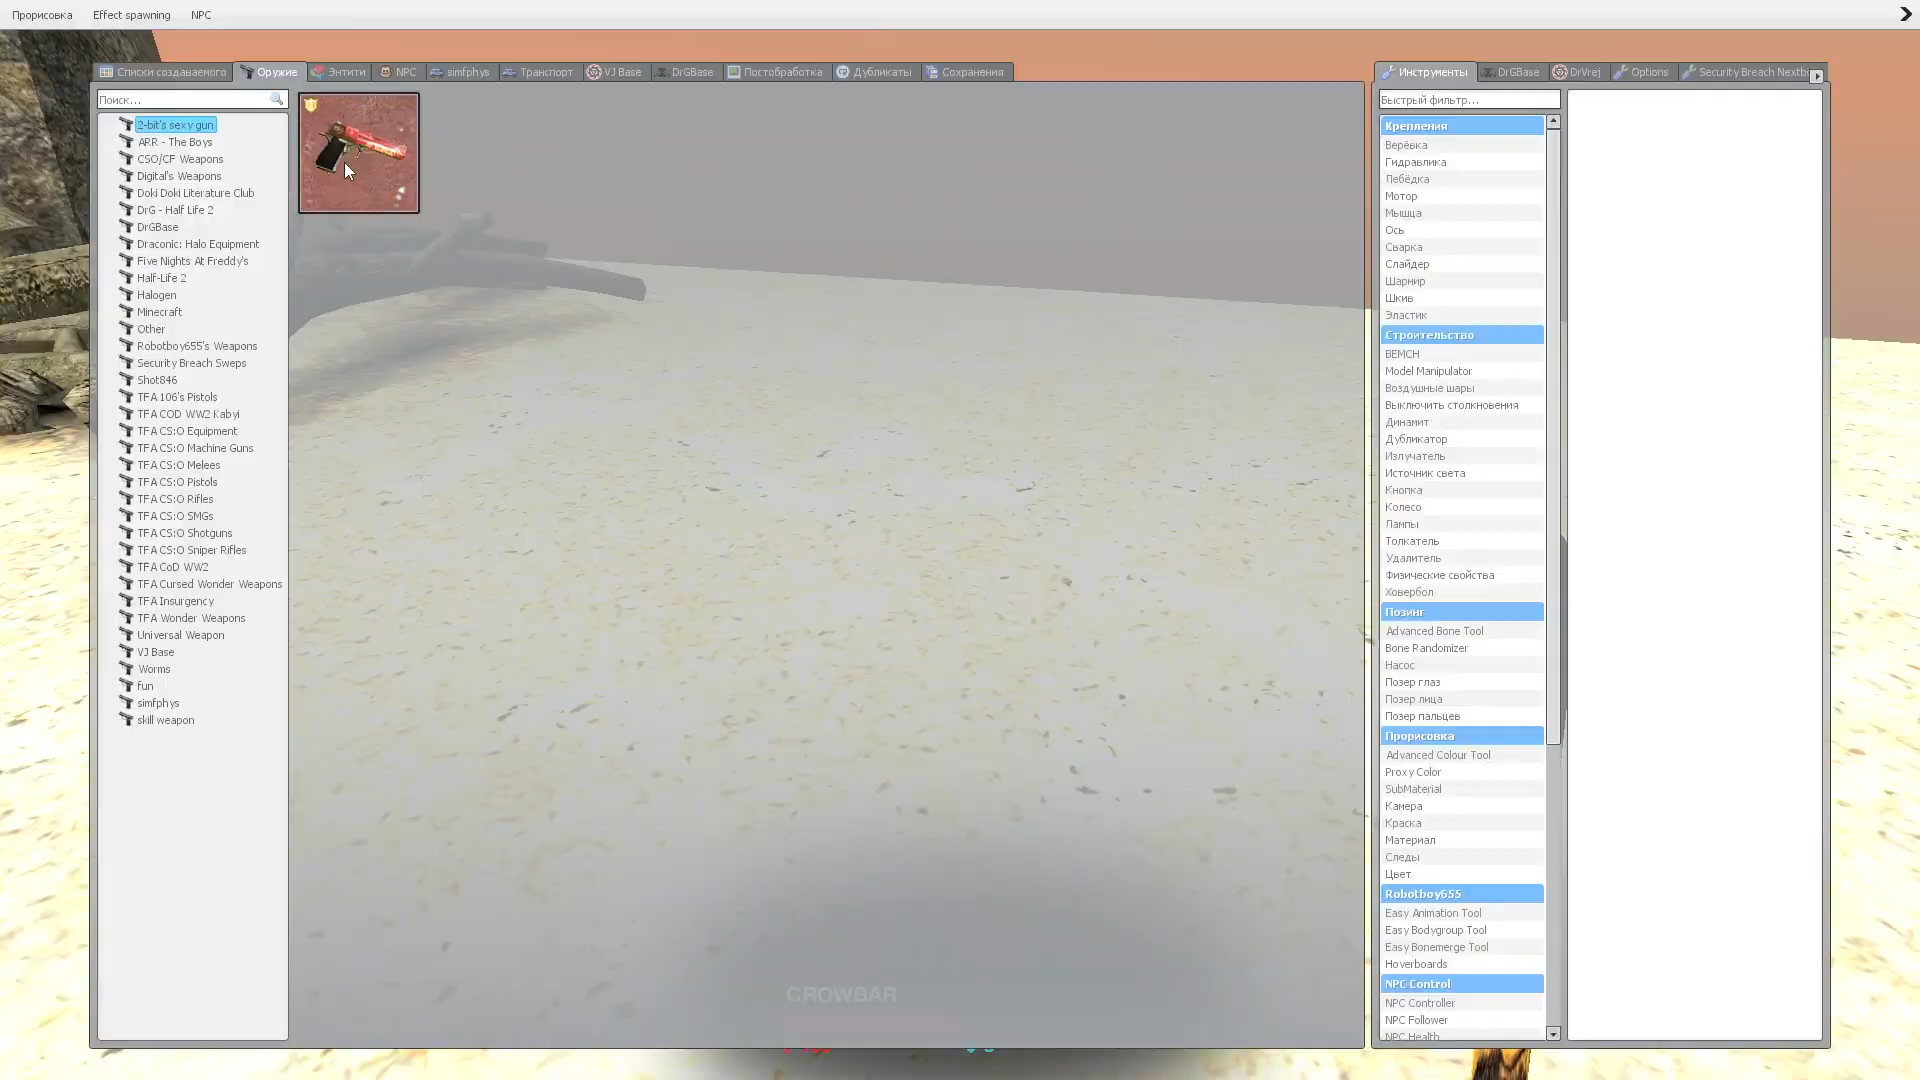 Прорисовка Effect spawning NPC
Списки создаваемого Оружие Энтити NPC simfphys Транспорт VJ Base DrGBase Постобработка Дубликаты Сохранения
Поиск...
2-bit's sexy gun
ARR - The Boys
CSO/CF Weapons
Digital's Weapons
Doki Doki Literature Club
DrG - Half Life 2
DrGBase
Draconic: Halo Equipment
Five Nights At Freddy's
Half-Life 2
Halogen
Minecraft
Other
Robotboy655's Weapons
Security Breach Sweps
Shot846
TFA 106's Pistols
TFA COD WW2 Kabyi
TFA CS:O Equipment
TFA CS:O Machine Guns
TFA CS:O Melees
TFA CS:O Pistols
TFA CS:O Rifles
TFA CS:O SMGs
TFA CS:O Shotguns
TFA CS:O Sniper Rifles
TFA CoD WW2
TFA Cursed Wonder Weapons
TFA Insurgency
TFA Wonder Weapons
Universal Weapon
VJ Base
Worms
fun
simfphys
skill weapon
CROWBAR
Инструменты DrGBase DrVrej Options Security Breach Nextb
Быстрый фильтр...
Крепления
Верёвка
Гидравлика
Лебёдка
Мотор
Мышца
Ось
Сварка
Слайдер
Шарнир
Шкив
Эластик
Строительство
BEMCH
Model Manipulator
Воздушные шары
Выключить столкновения
Динамит
Дубликатор
Излучатель
Источник света
Кнопка
Колесо
Лампы
Толкатель
Удалитель
Физические свойства
Ховербол
Позинг
Advanced Bone Tool
Bone Randomizer
Насос
Позер глаз
Позер лица
Позер пальцев
Прорисовка
Advanced Colour Tool
Proxy Color
SubMaterial
Камера
Краска
Материал
Следы
Цвет
Robotboy655
Easy Animation Tool
Easy Bodygroup Tool
Easy Bonemerge Tool
Hoverboards
NPC Control
NPC Controller
NPC Follower
NPC Health